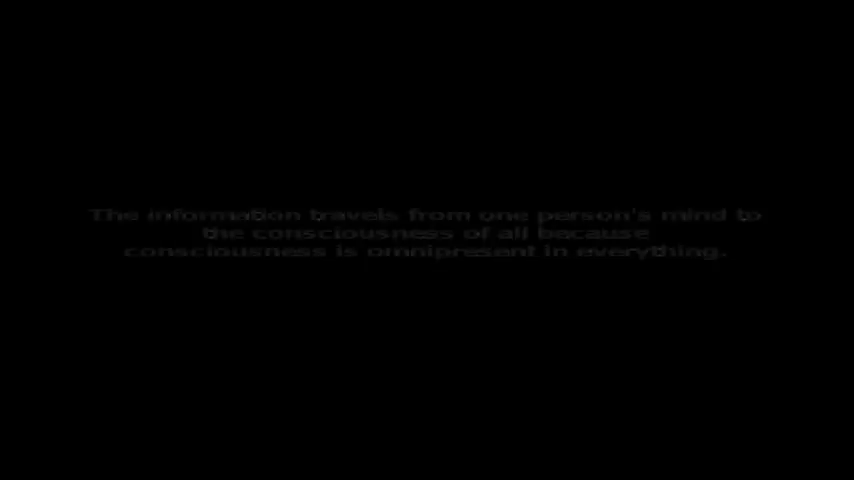 The information travels from one person's mind to
the consciousness of all because
consciousness is omnipresent in everything.